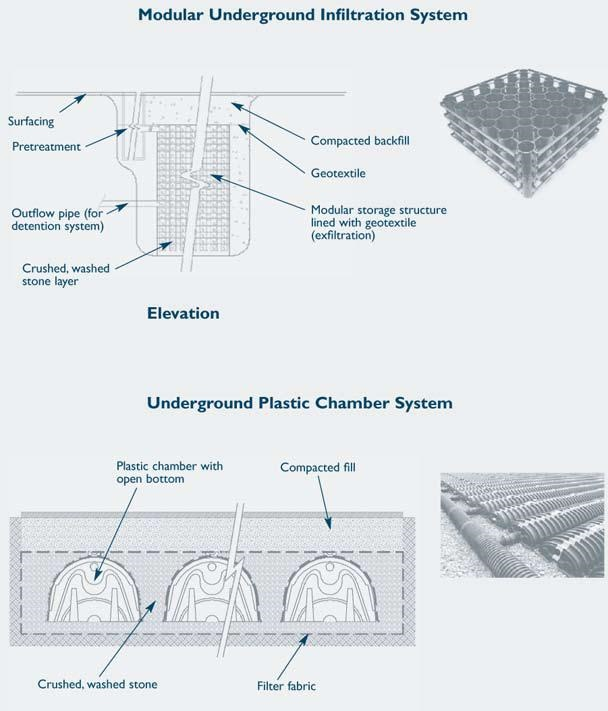 Modular Underground Infiltration System
Surfacing
Pretreatment
Compacted backfill
Geotextile
Outflow pipe (for
detention system)
Modular storage structure
lined with geotextile
(exfiltration)
Crushed, washed
stone layer
Elevation
Underground Plastic Chamber System
Plastic chamber with
open bottom
Compacted fill
Crushed, washed stone
Filter fabric